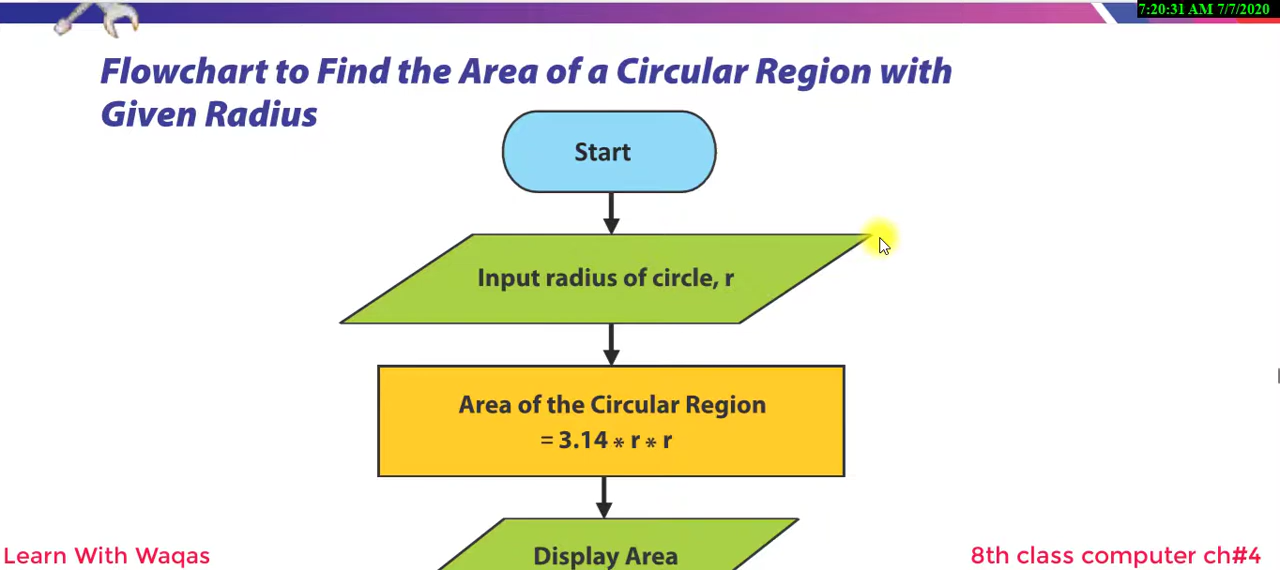 7:20:31 AM 7/7/2020
Flowchart to Find the Area of a Circular Region with
Given Radius
Start
Input radius of circle, r
Area of the Circular Region
= 3.14 * r * r
Display Area
Learn With Waqas
8th class computer ch#4